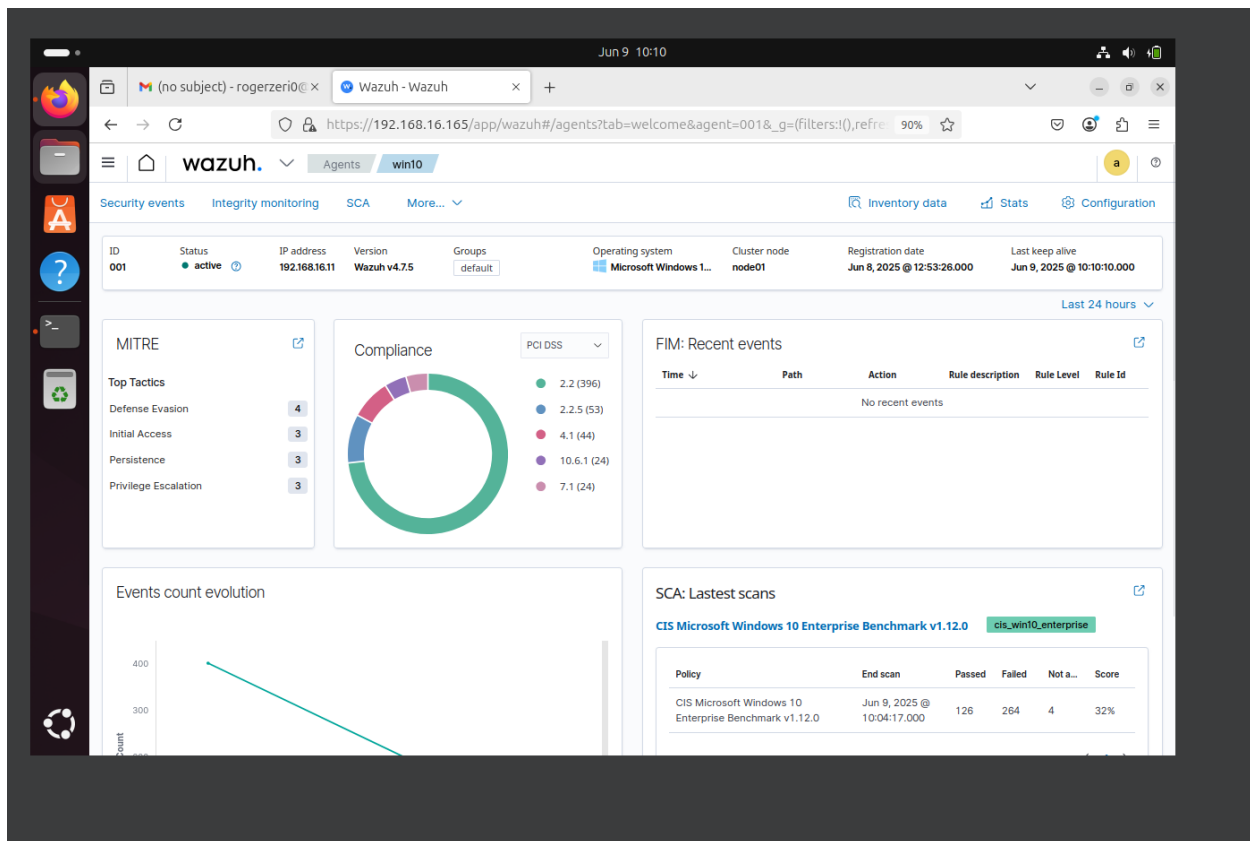 Jun 9 10:10
(no subject) - rogerzeri0@
Wazuh - Wazuh
https://192.168.16.165/app/wazuh#/agents?tab=welcome&agent=001&_g=(filters:!(),refre
90%
wazuh.
Agents
win10
a
Security events
Integrity monitoring
SCA
More...
Inventory data
Stats
Configuration
ID Status IP address Version Groups Operating system Cluster node Registration date Last keep alive
001 active 192.168.16.11 Wazuh v4.7.5 default Microsoft Windows 1... node01 Jun 8, 2025 @ 12:53:26.000 Jun 9, 2025 @ 10:10:10.000
Last 24 hours
MITRE
Top Tactics
Defense Evasion 4
Initial Access 3
Persistence 3
Privilege Escalation 3
Compliance
PCI DSS
2.2 (396)
2.2.5 (53)
4.1 (44)
10.6.1 (24)
7.1 (24)
FIM: Recent events
Time Path Action Rule description Rule Level Rule Id
No recent events
Events count evolution
400
300
Count
SCA: Lastest scans
CIS Microsoft Windows 10 Enterprise Benchmark v1.12.0
cis_win10_enterprise
Policy End scan Passed Failed Not a... Score
CIS Microsoft Windows 10
Enterprise Benchmark v1.12.0
Jun 9, 2025 @
10:04:17.000
126 264 4 32%